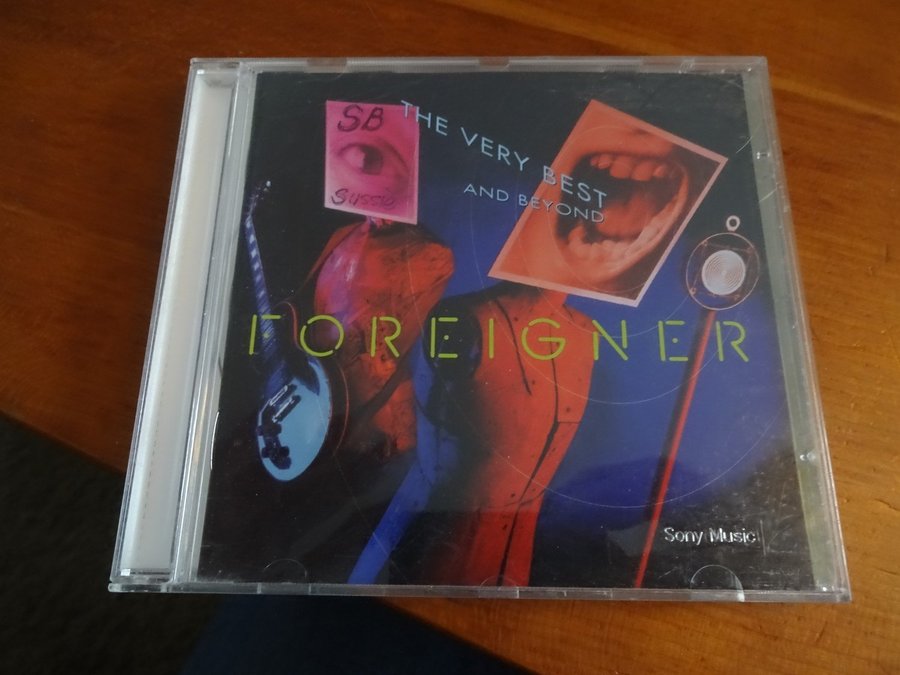 SB
Sussie
THE VERY BEST
AND BEYOND
FOREIGNER
Sony Music